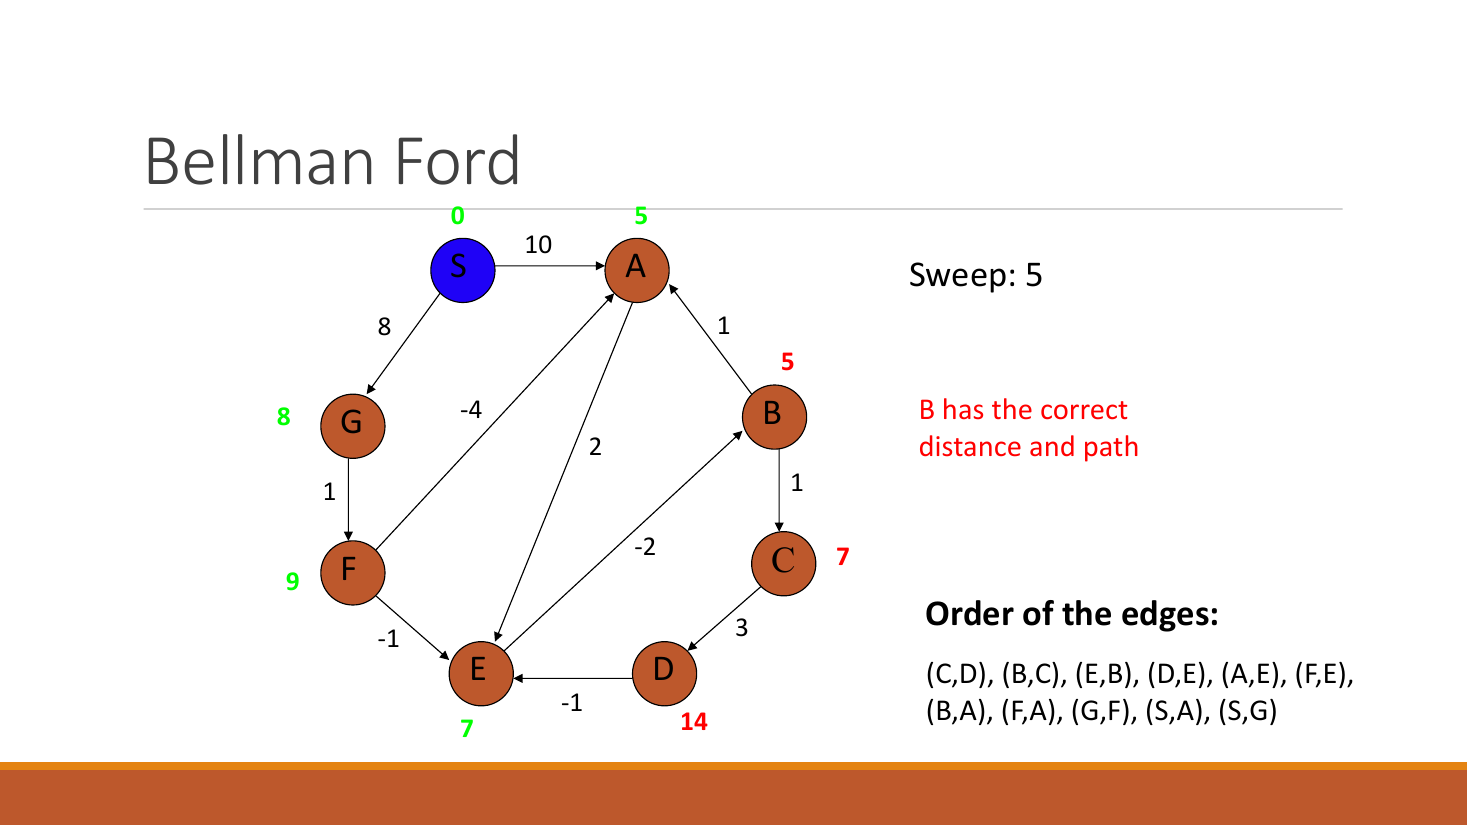 Bellman Ford
0
5
10
S
A
Sweep: 5
8
1
5
-4
B has the correct
8
G
B
2
distance and path
1
1
-2
C
7
F
9
Order of the edges:
-1
3
E
D
(C,D), (B,C), (E,B), (D,E), (A,E), (F,E),
-1
(B,A), (F,A), (G,F), (S,A), (S,G)
7
14